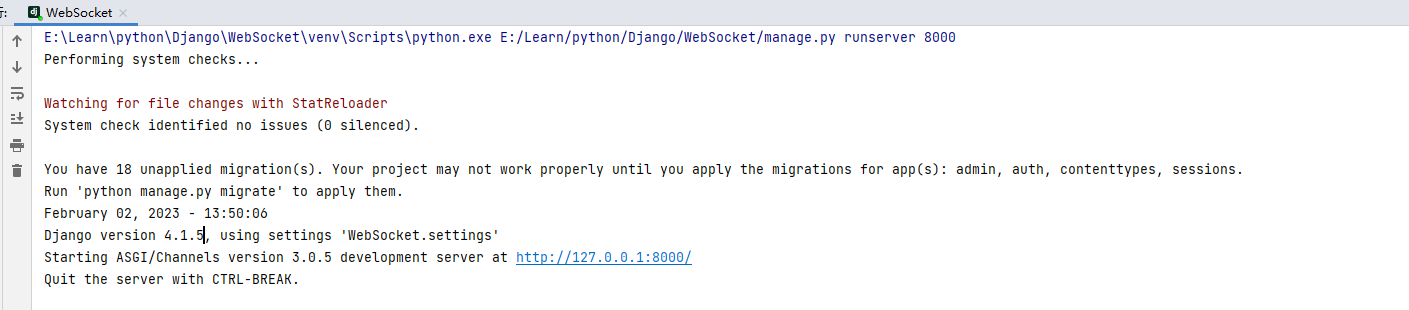 行: WebSocket
E:\Learn\python\Django\WebSocket\venv\Scripts\python.exe E:/Learn/python/Django/WebSocket/manage.py runserver 8000
Performing system checks...
Watching for file changes with StatReloader
System check identified no issues (0 silenced).
You have 18 unapplied migration(s). Your project may not work properly until you apply the migrations for app(s): admin, auth, contenttypes, sessions.
Run 'python manage.py migrate' to apply them.
February 02, 2023 - 13:50:06
Django version 4.1.5, using settings 'WebSocket.settings'
Starting ASGI/Channels version 3.0.5 development server at http://127.0.0.1:8000/
Quit the server with CTRL-BREAK.